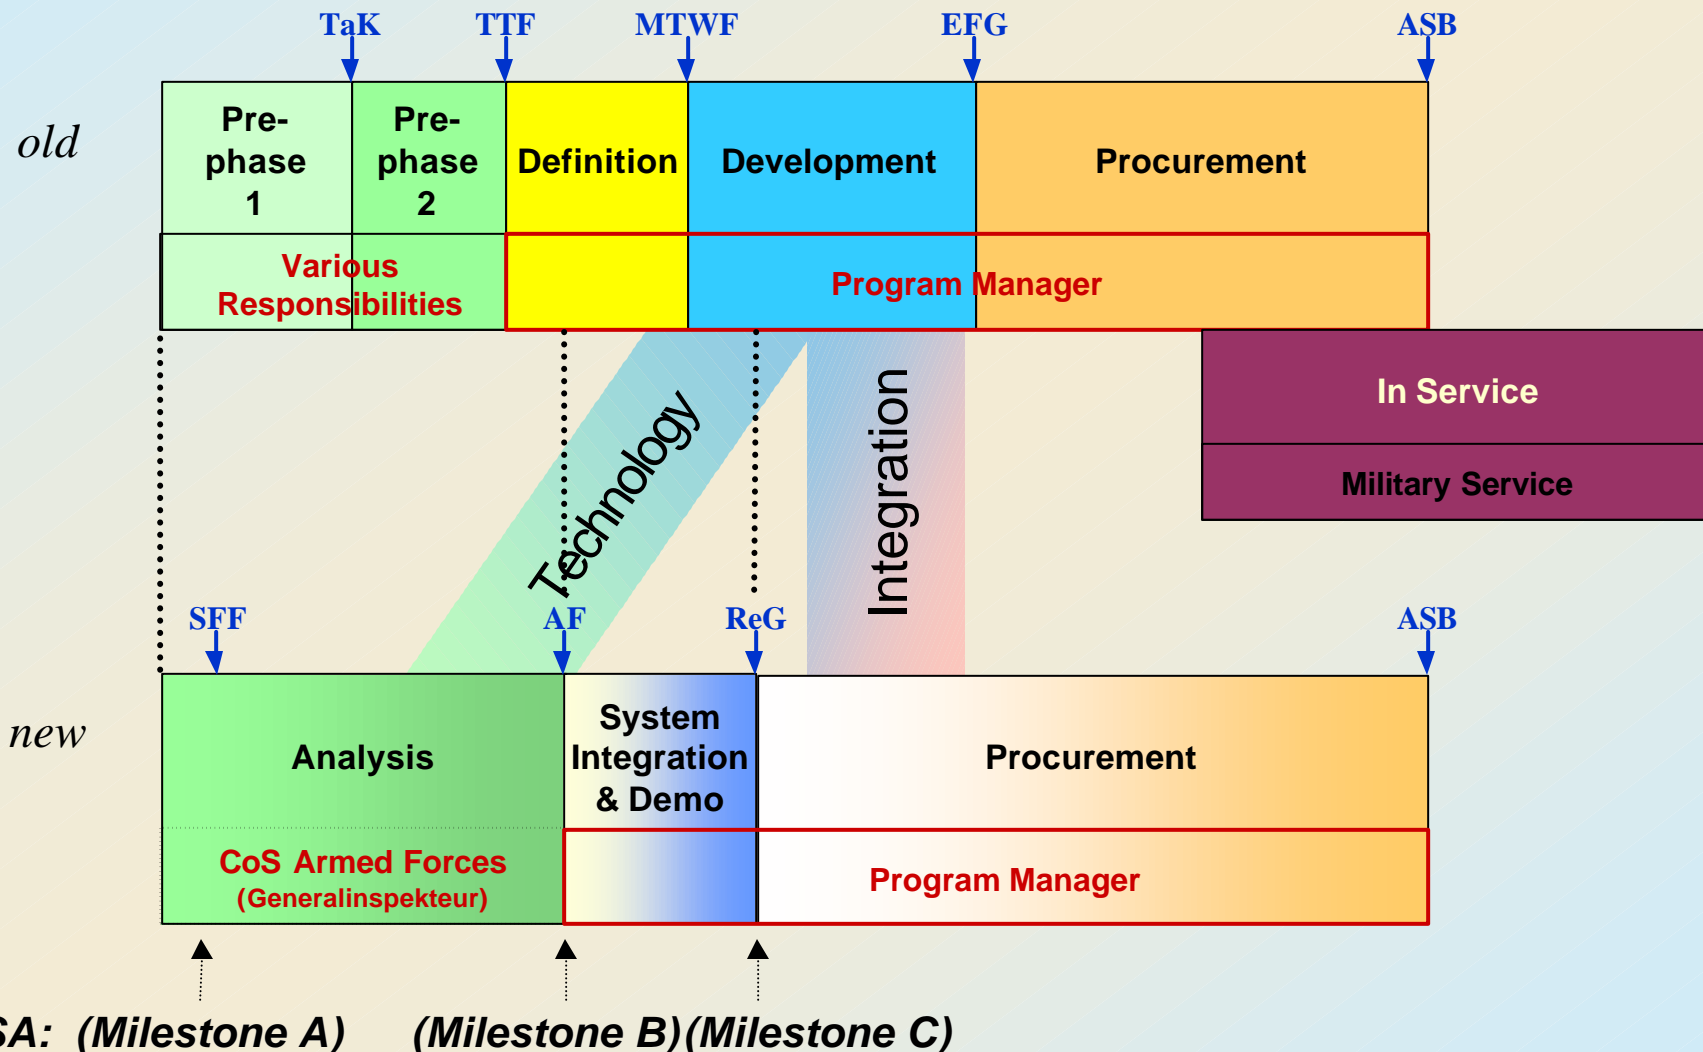 TaK TTF MTWF EFG ASB
old
Pre-
phase
1
Pre-
phase
2
Definition
Development
Procurement
Various
Responsibilities
Program Manager
In Service
Military Service
Technology
Integration
SFF AF ReG ASB
new
Analysis
System
Integration
& Demo
Procurement
CoS Armed Forces
(Generalinspekteur)
Program Manager
SA: (Milestone A) (Milestone B) (Milestone C)